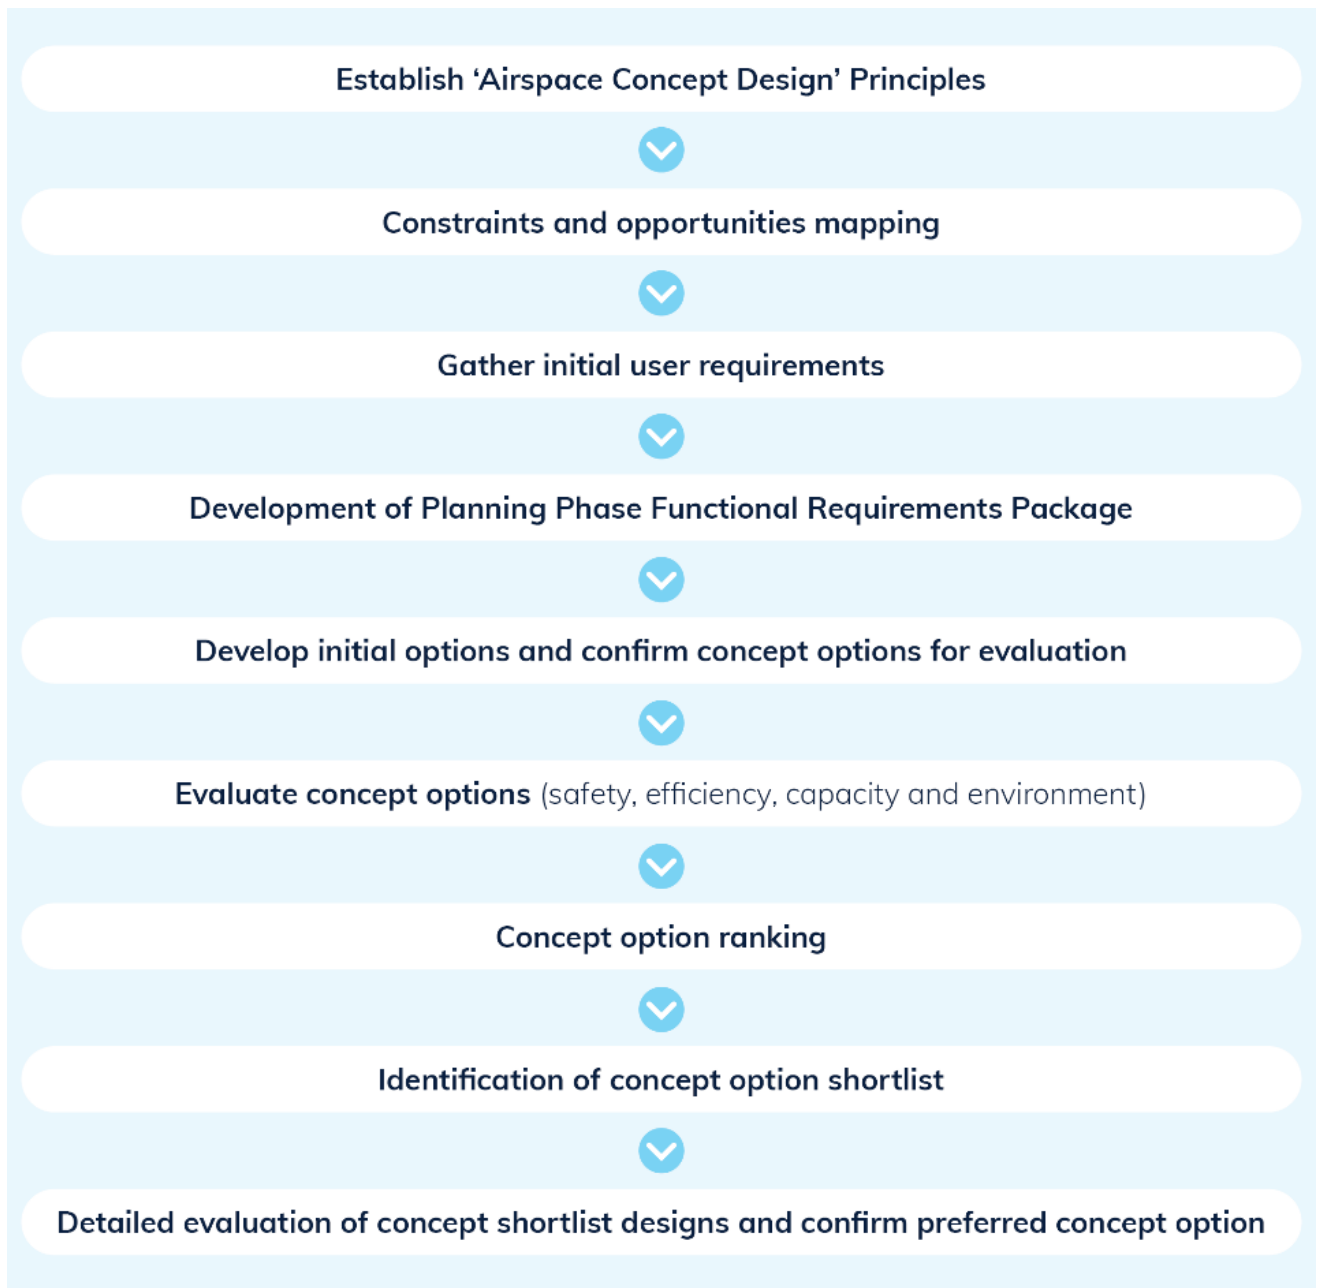 Establish ‘Airspace Concept Design’ Principles
Constraints and opportunities mapping
Gather initial user requirements
Development of Planning Phase Functional Requirements Package
Develop initial options and confirm concept options for evaluation
Evaluate concept options (safety, efficiency, capacity and environment)
Concept option ranking
Identification of concept option shortlist
Detailed evaluation of concept shortlist designs and confirm preferred concept option